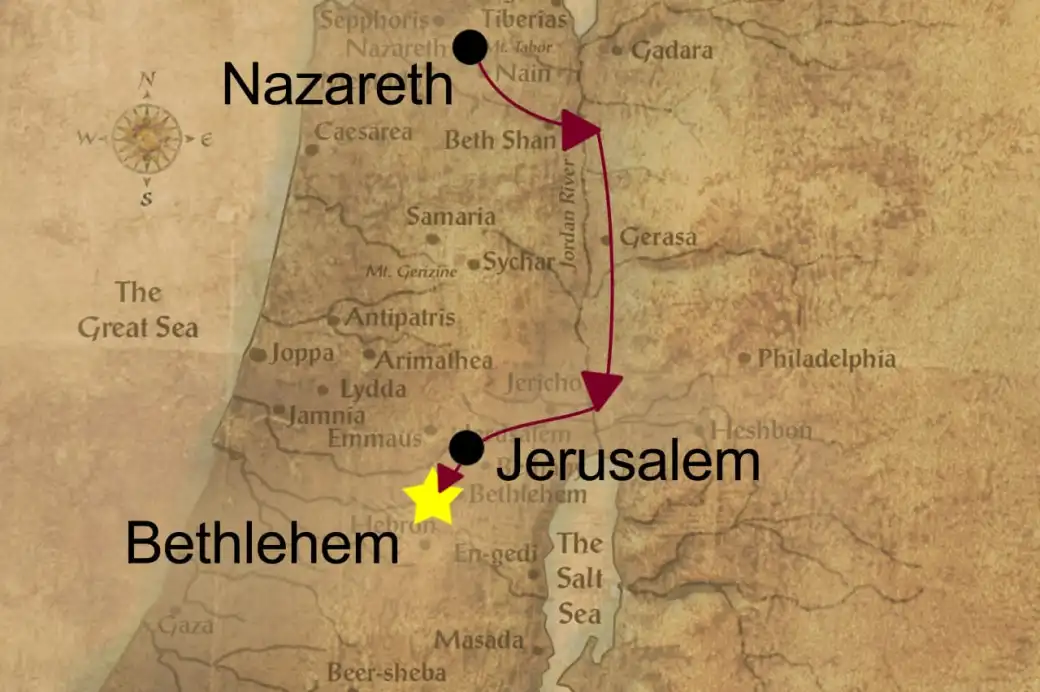 Sepphoris
Tiberias
Nazareth
Mt. Tabor
Gadara
Nazareth
Nain
N
W
E
S
Caesarea
Beth Shan
Jordan River
Samaria
Gerasa
Mt. Gerizine
Sychar
The
Great Sea
Antipatris
Joppa
Arimathea
Philadelphia
Jericho
Lydda
Jamnia
Emmaus
Jerusalem
Heshbon
Jerusalem
Bethlehem
Bethlehem
Hebron
En-gedi
The
Salt
Sea
Gaza
Masada
Beer-sheba